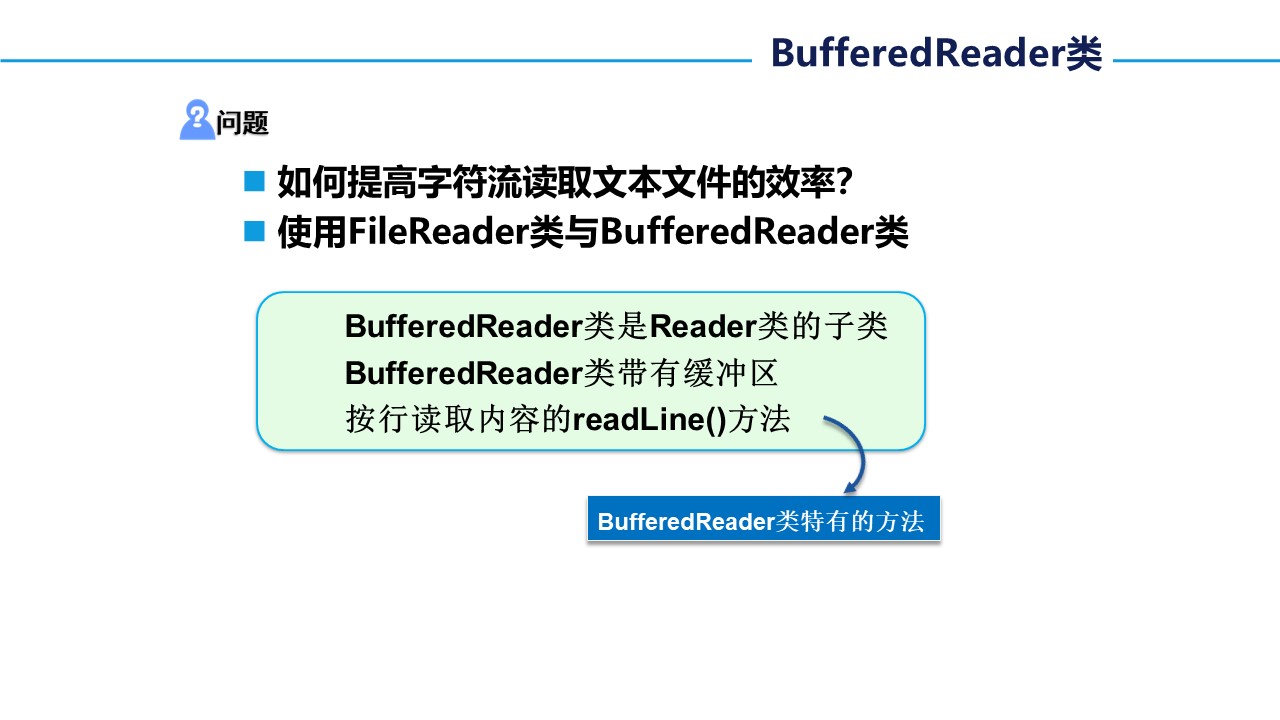 BufferedReader类
问题
如何提高字符流读取文本文件的效率?
使用FileReader类与BufferedReader类
BufferedReader类是Reader类的子类
BufferedReader类带有缓冲区
按行读取内容的readLine()方法
BufferedReader类特有的方法